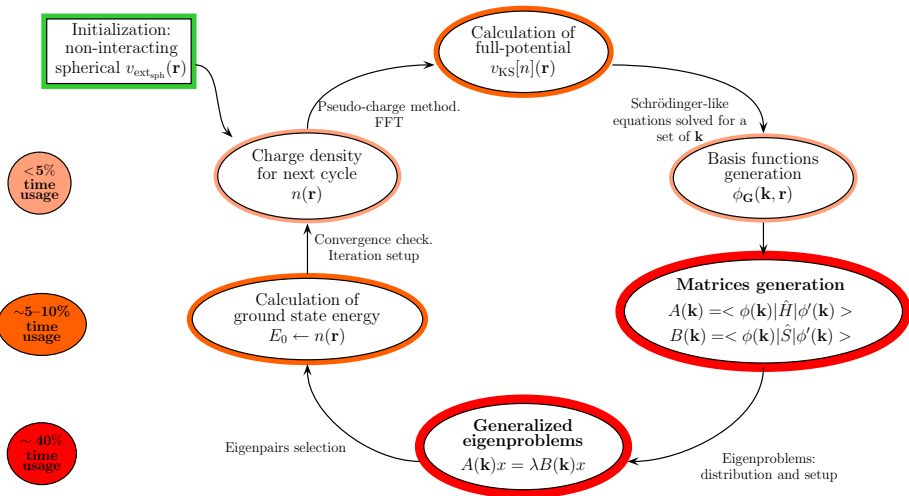 Initialization:
non-interacting
spherical v_ext_sph(r)
Calculation of
full-potential
v_KS[n](r)
Pseudo-charge method.
FFT
Schrödinger-like
equations solved for a
set of k
Charge density
for next cycle
n(r)
Basis functions
generation
ϕ_G(k, r)
<5%
time
usage
Convergence check.
Iteration setup
Matrices generation
A(k) =< ϕ(k)|Ĥ|ϕ′(k) >
B(k) =< ϕ(k)|Ŝ|ϕ′(k) >
Calculation of
ground state energy
E₀ ← n(r)
∼5–10%
time
usage
Generalized
eigenproblems
A(k)x = λB(k)x
Eigenpairs selection
Eigenproblems:
distribution and setup
∼ 40%
time
usage